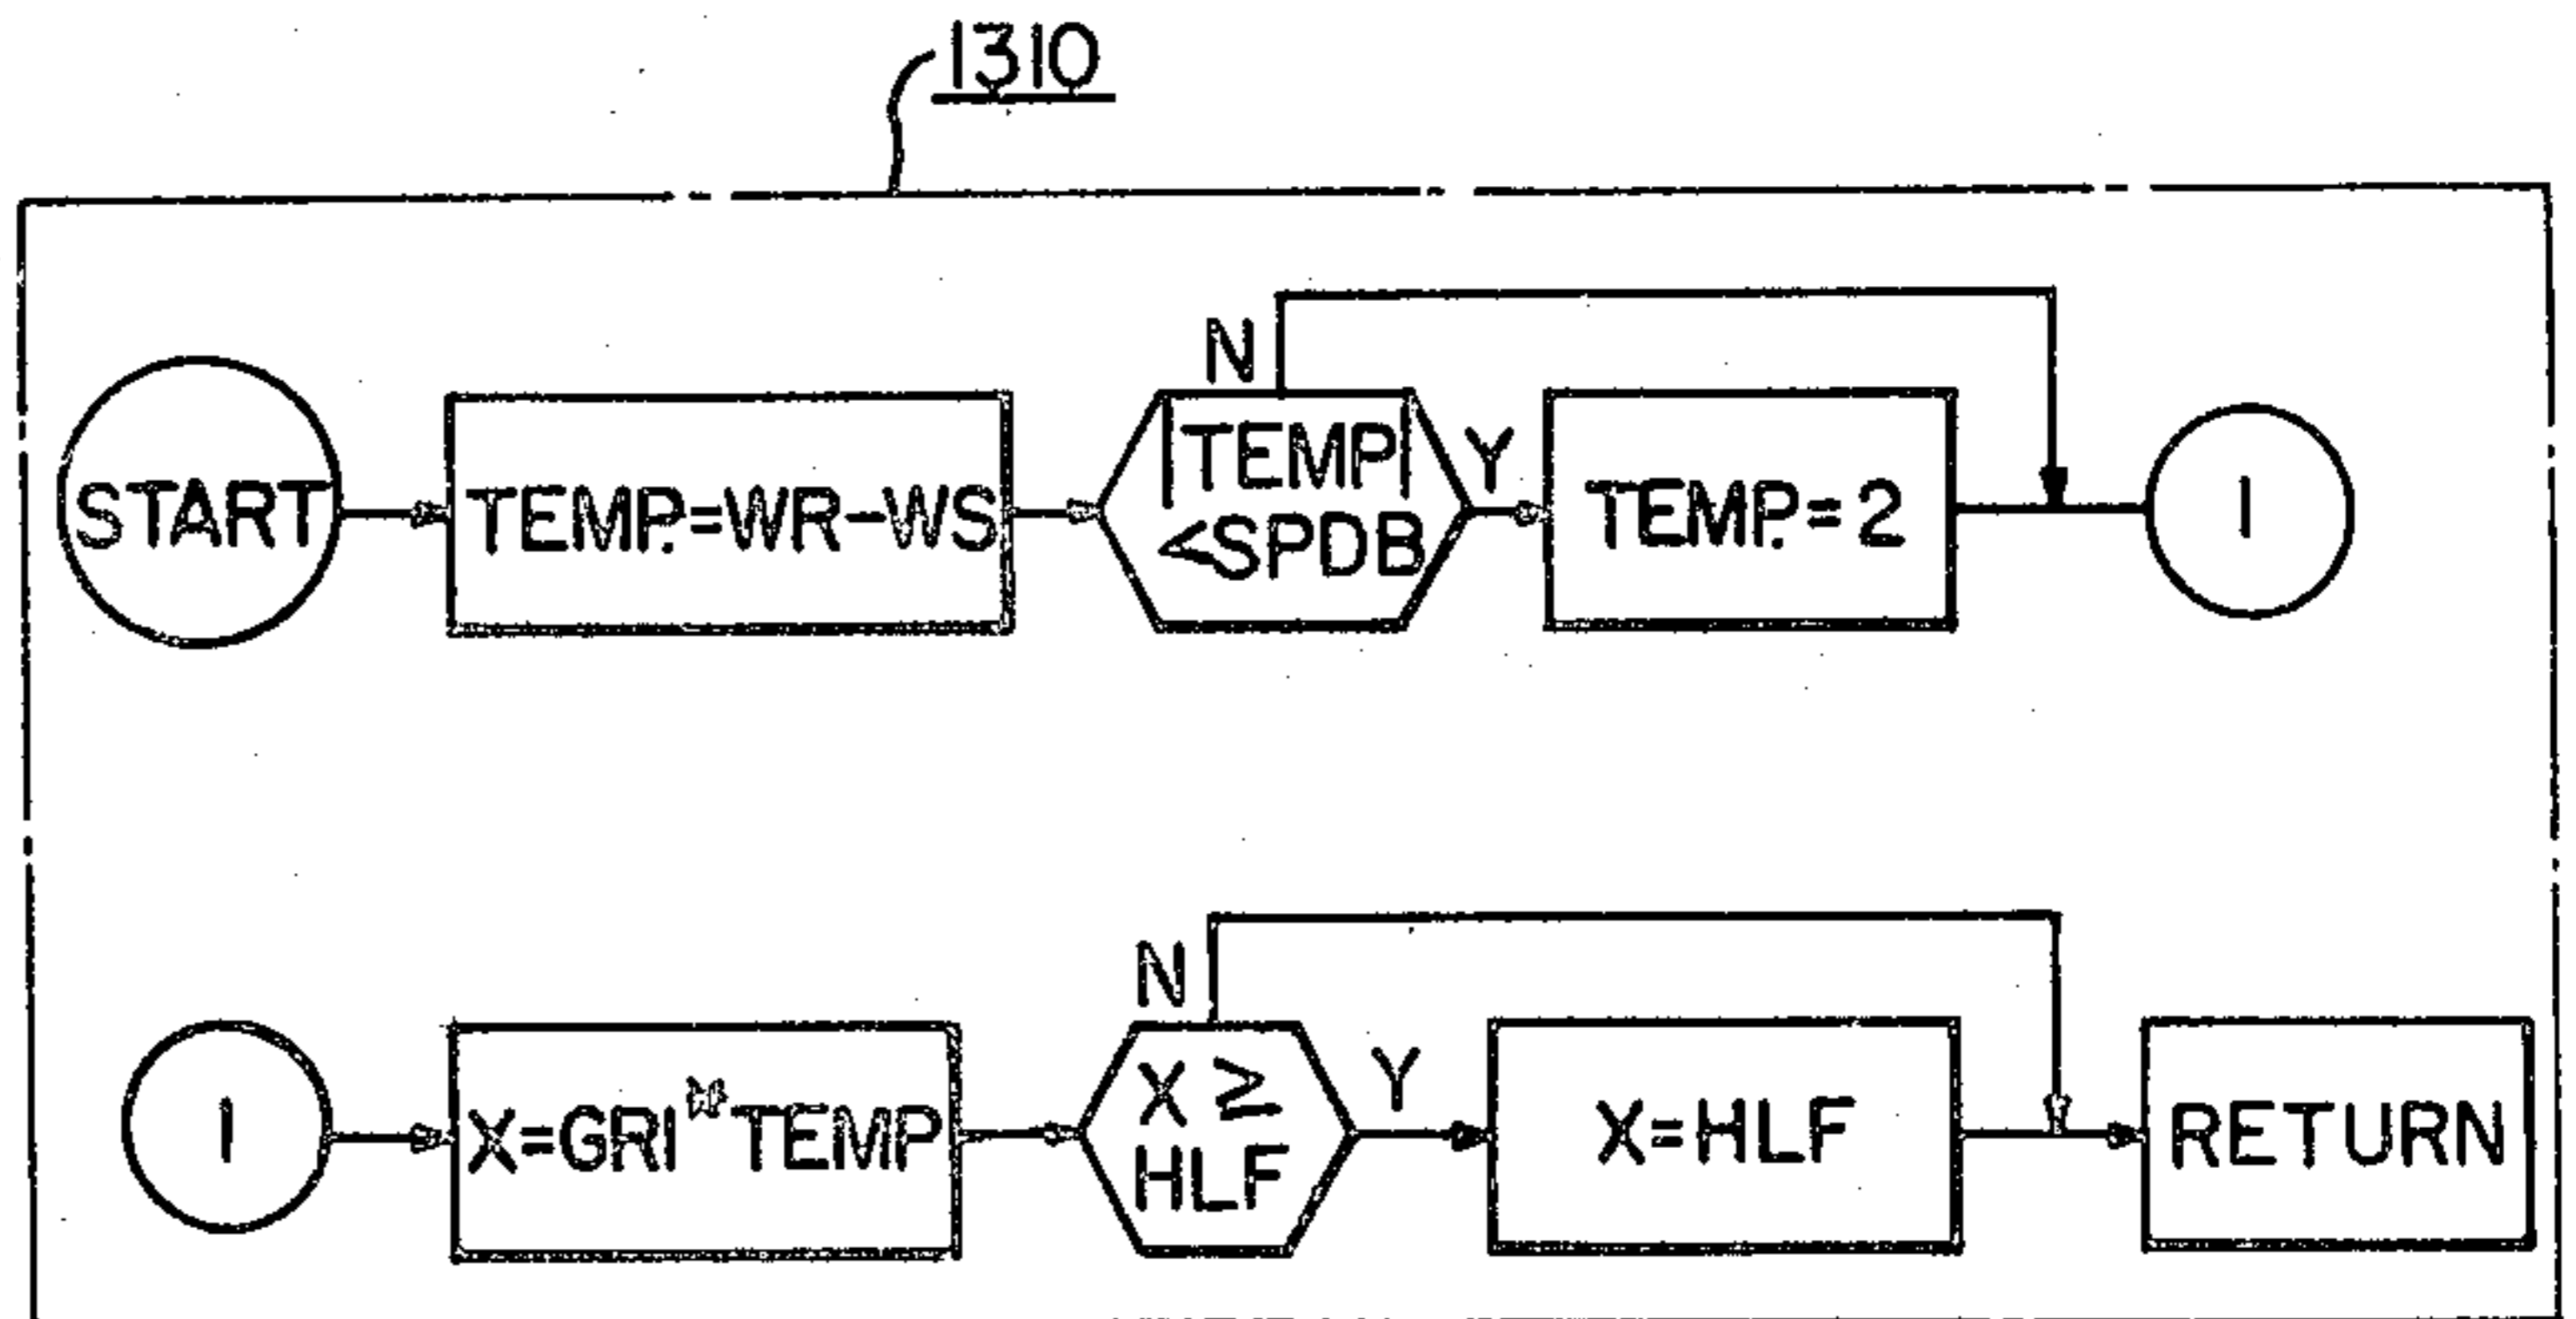 1310
N
START
TEMP.=WR-WS
|TEMP|
<SPDB
Y
TEMP.=2
1
N
1
X=GRI*TEMP
X ≥
HLF
Y
X=HLF
RETURN